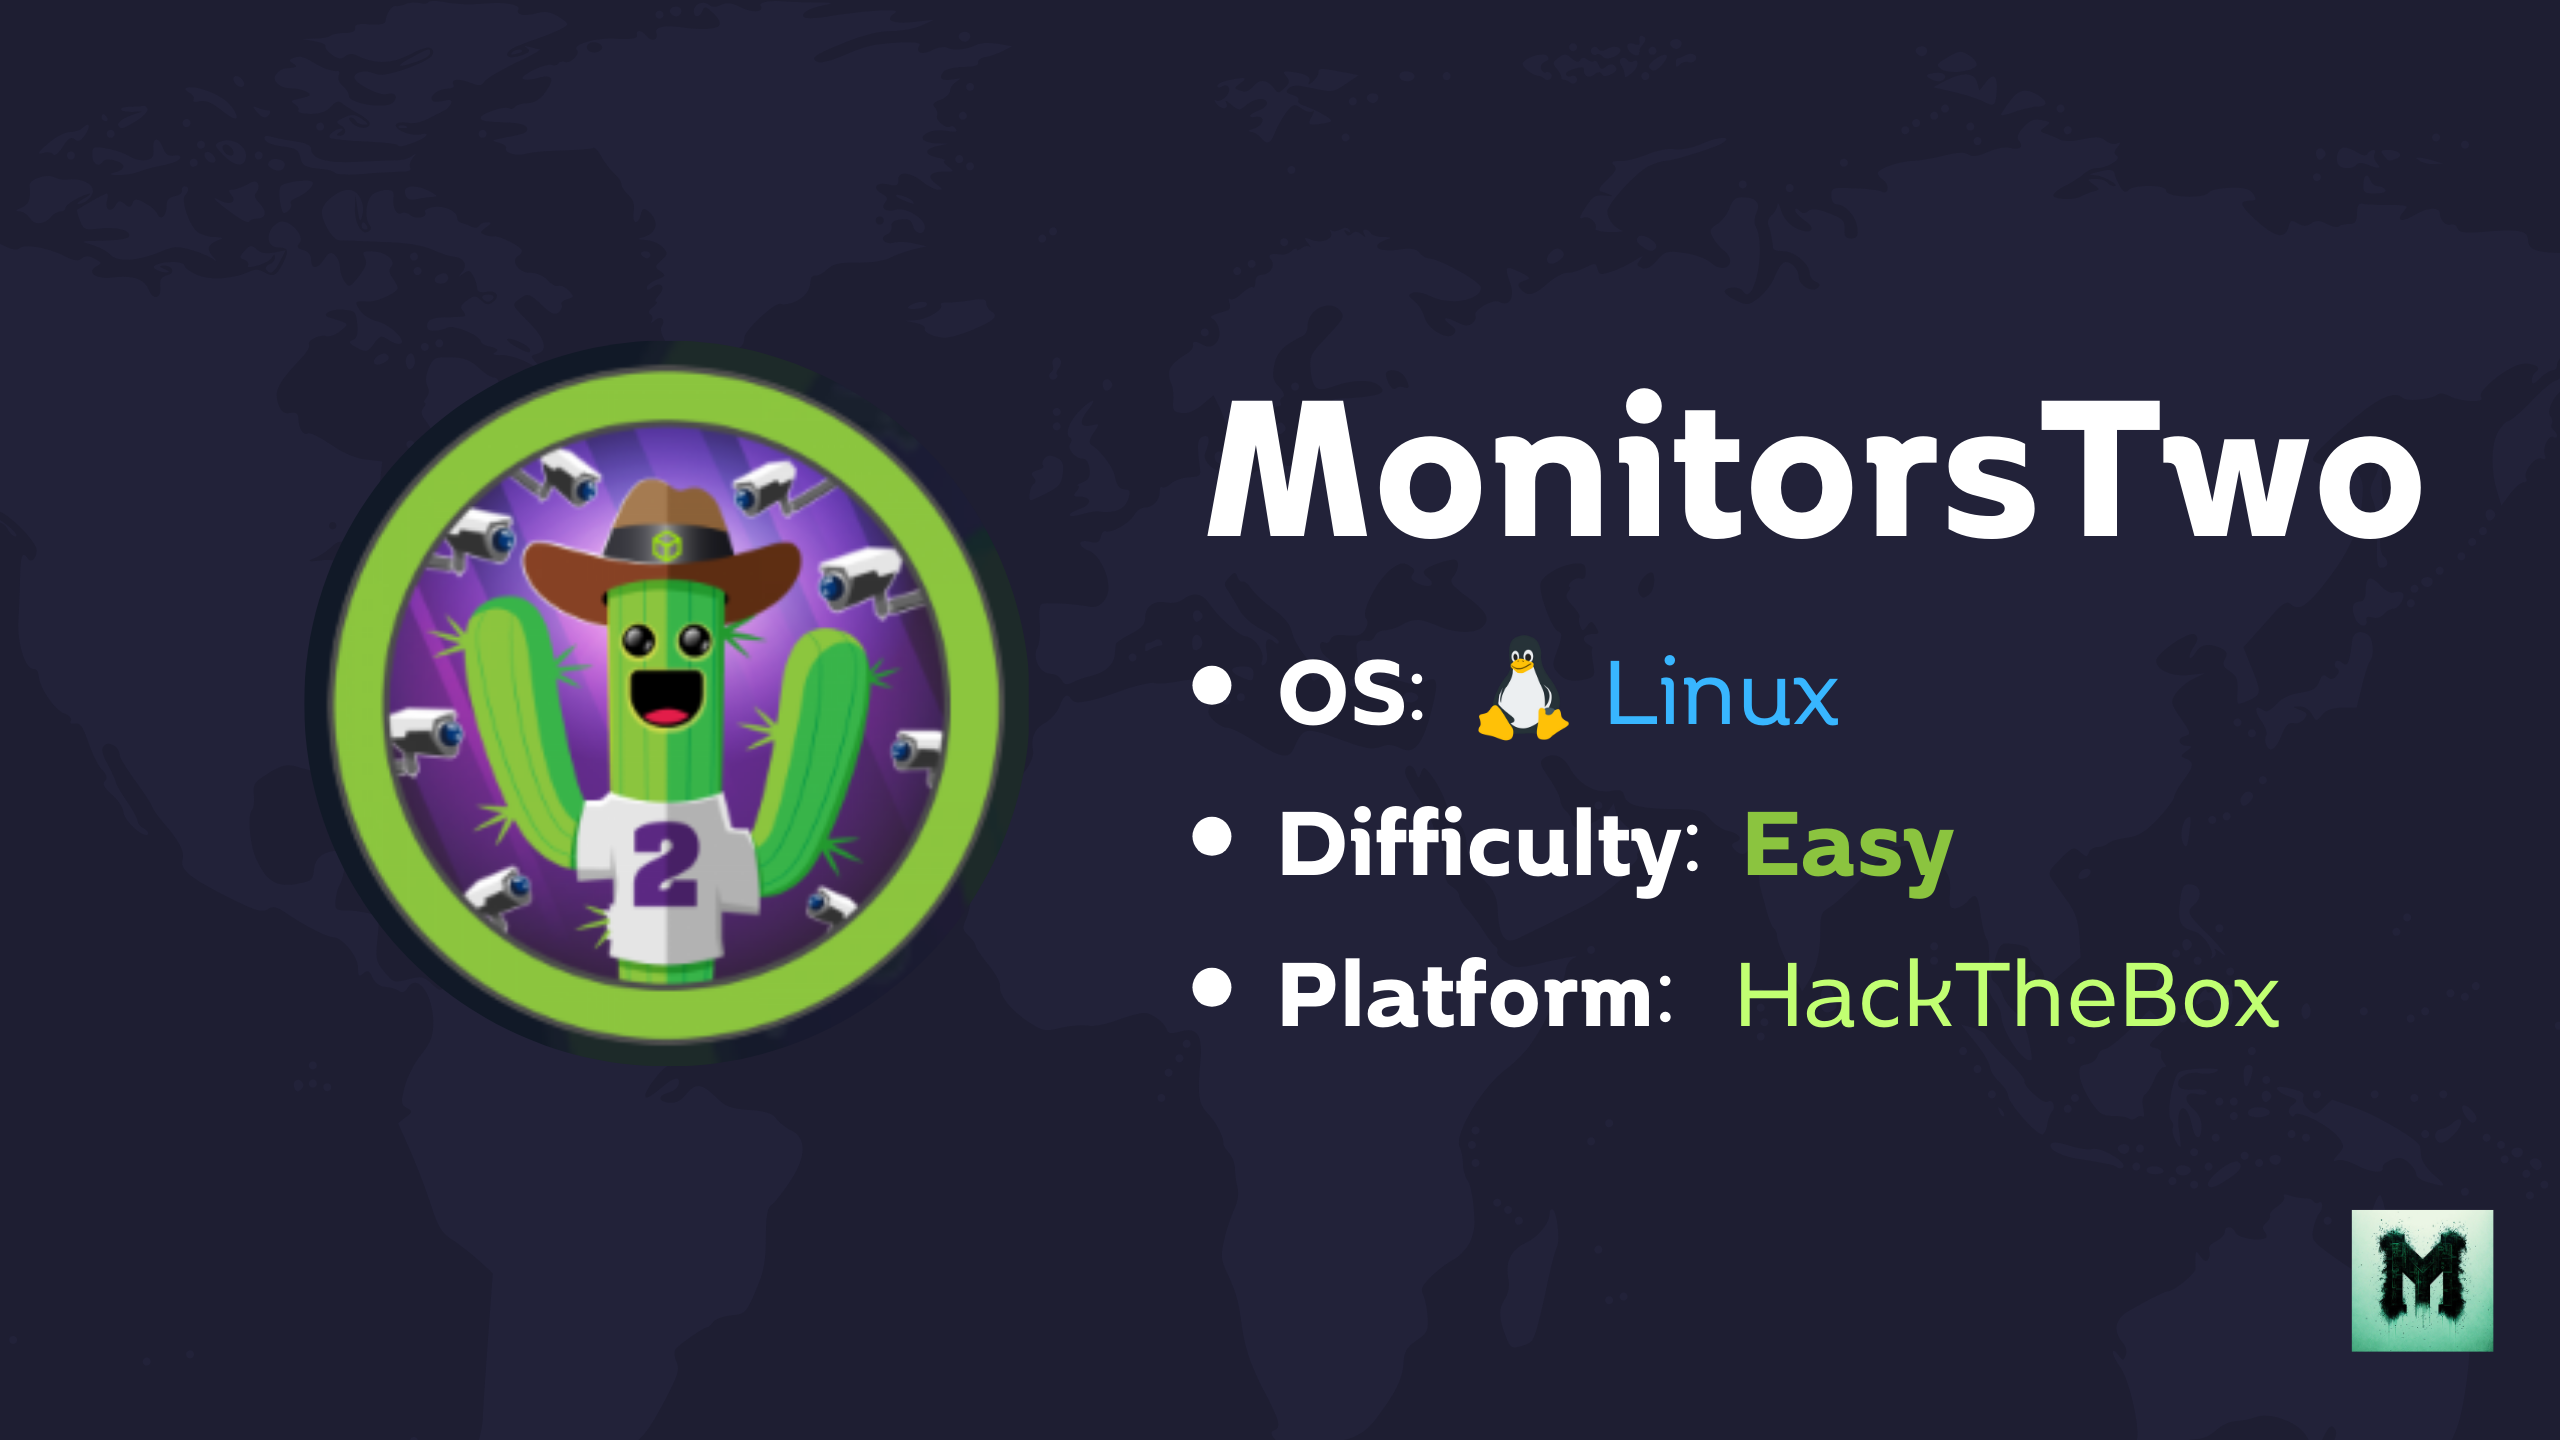 MonitorsTwo
• OS: Linux
• Difficulty: Easy
• Platform: HackTheBox
2
M